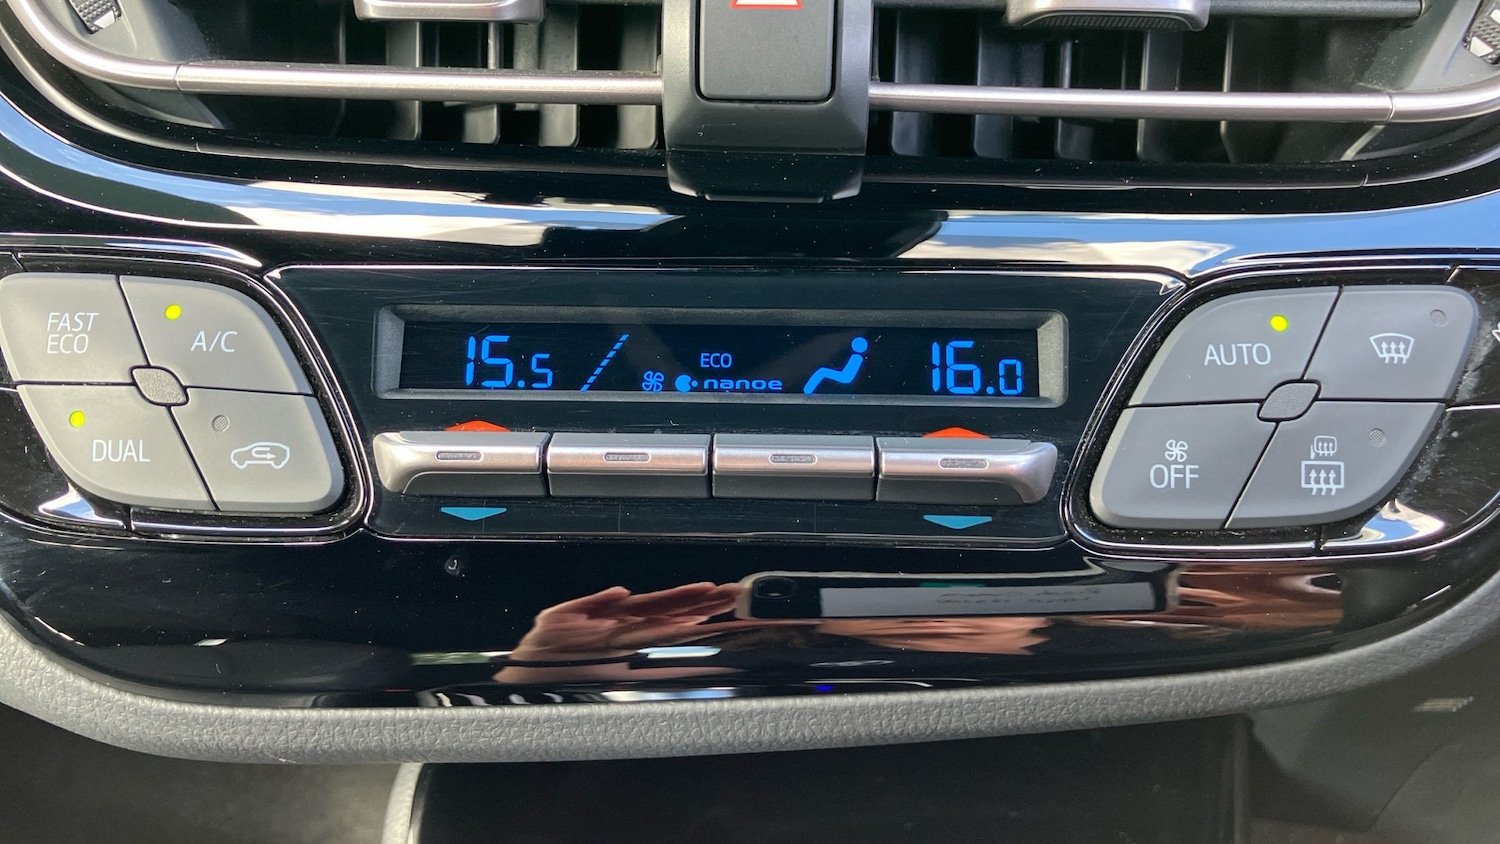 FAST
ECO
A/C
DUAL
15.5
ECO
nanoe
16.0
AUTO
OFF